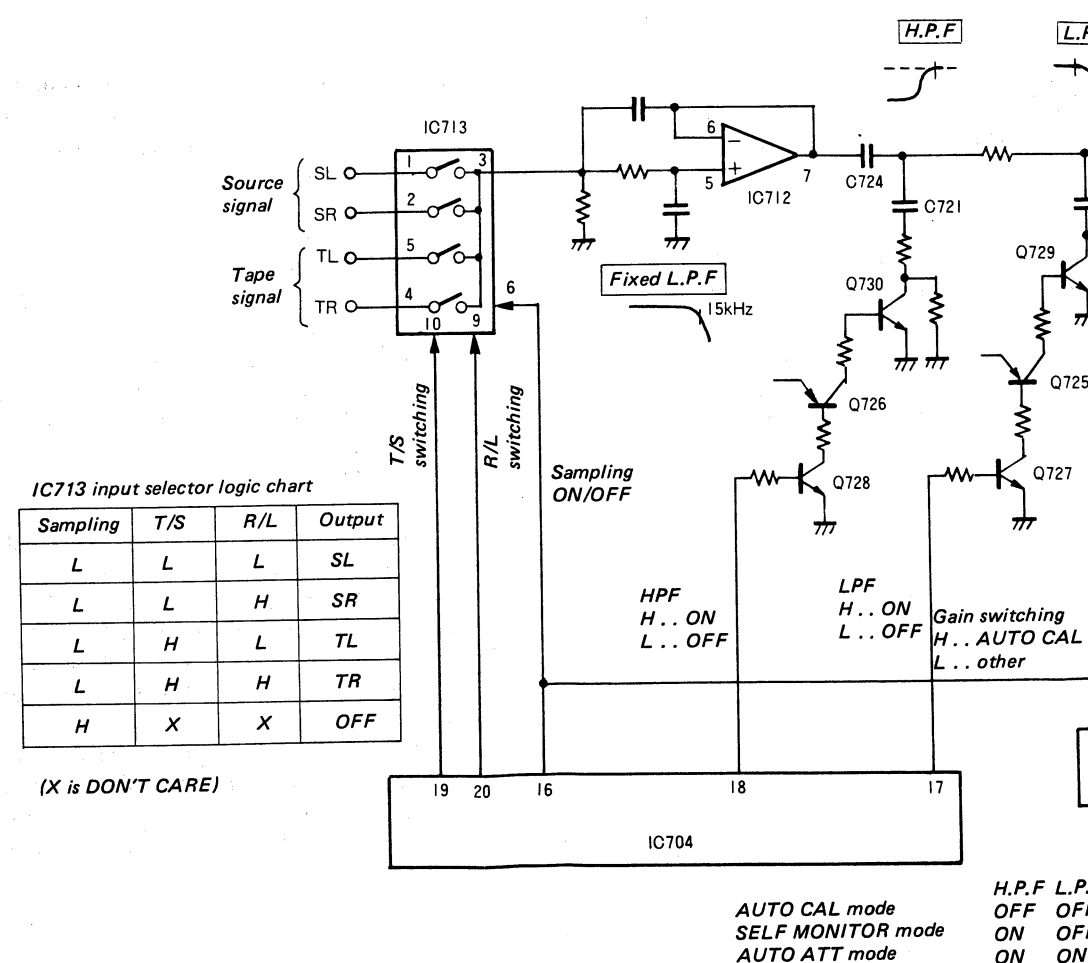 H.P.F
L.
IC713
1
3
6
−
+
5
7
IC712
C724
Source
signal
SL
SR
2
C721
Tape
signal
TL
TR
5
4
10
9
6
Fixed L.P.F
15kHz
Q730
Q729
T/S
switching
R/L
switching
Q726
Q725
Sampling
ON/OFF
Q728
Q727
IC713 input selector logic chart
Sampling T/S R/L Output
L L L SL
L L H SR
L H L TL
L H H TR
H X X OFF
(X is DON'T CARE)
HPF
H . . ON
L . . . OFF
LPF
H . . ON
L . . . OFF
Gain switching
H . . AUTO CAL
L . . . other
19 20 16 18 17
IC704
H.P.F L.P.
AUTO CAL mode OFF OF
SELF MONITOR mode ON OF
AUTO ATT mode ON ON